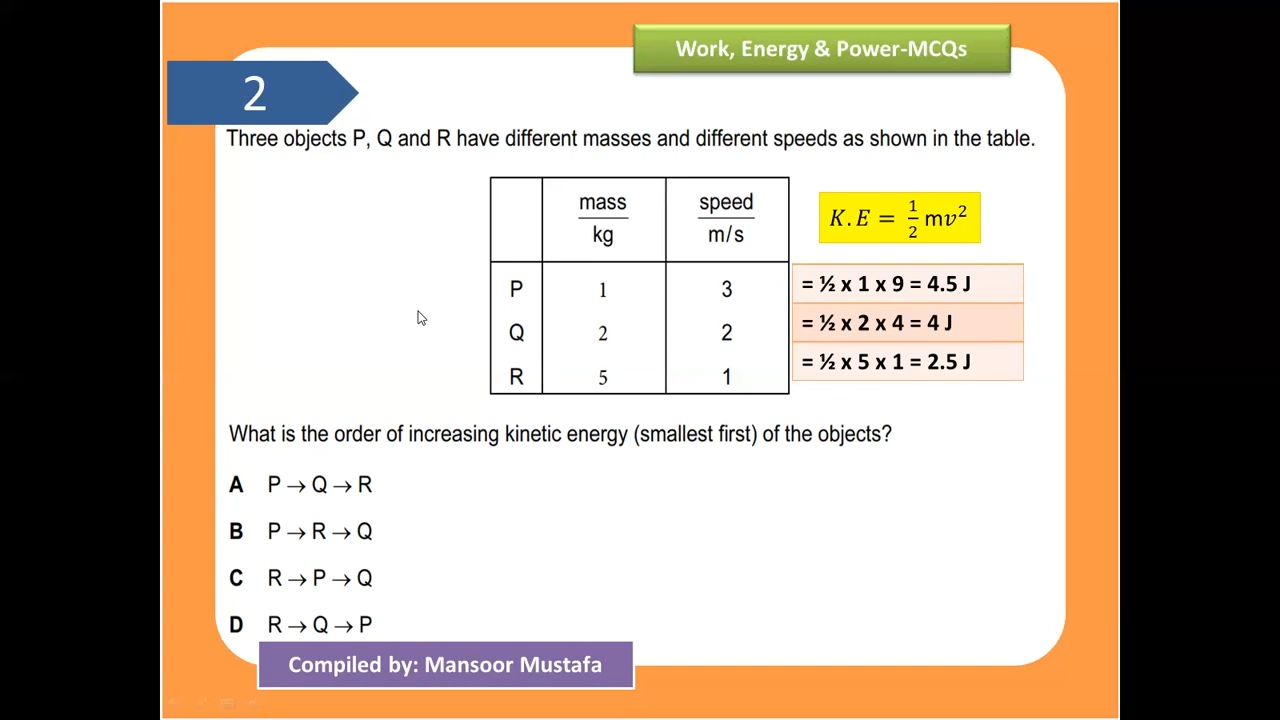 Work, Energy & Power-MCQs
2
Three objects P, Q and R have different masses and different speeds as shown in the table.
mass/kg speed/m/s K.E = 1/2 mv²
P 1 3 = ½ x 1 x 9 = 4.5 J
Q 2 2 = ½ x 2 x 4 = 4 J
R 5 1 = ½ x 5 x 1 = 2.5 J
What is the order of increasing kinetic energy (smallest first) of the objects?
A P → Q → R
B P → R → Q
C R → P → Q
D R → Q → P
Compiled by: Mansoor Mustafa